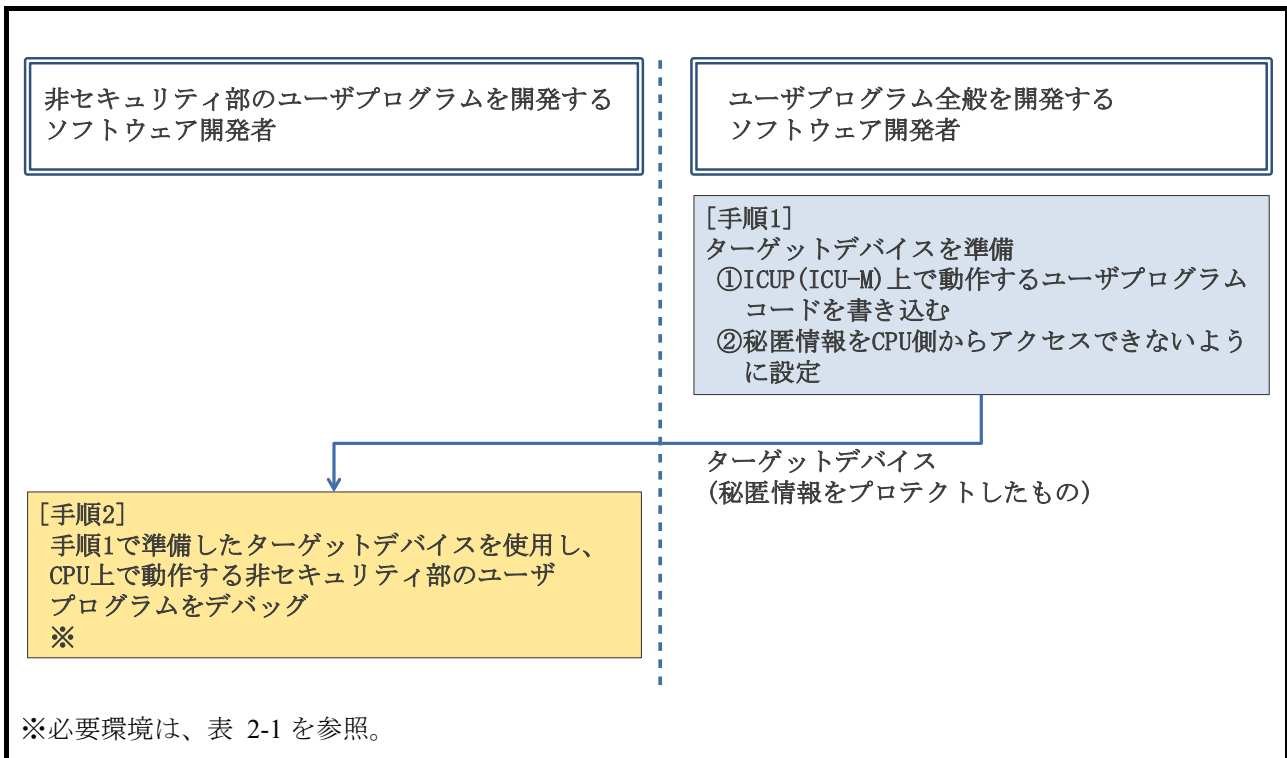 非セキュリティ部のユーザプログラムを開発する
ソフトウェア開発者
ユーザプログラム全般を開発する
ソフトウェア開発者
[手順1]
ターゲットデバイスを準備
①ICUP(ICU-M)上で動作するユーザプログラム
コードを書き込む
②秘匿情報をCPU側からアクセスできないよう
に設定
ターゲットデバイス
(秘匿情報をプロテクトしたもの)
[手順2]
手順1で準備したターゲットデバイスを使用し、
CPU上で動作する非セキュリティ部のユーザ
プログラムをデバッグ
※
※必要環境は、表 2-1 を参照。